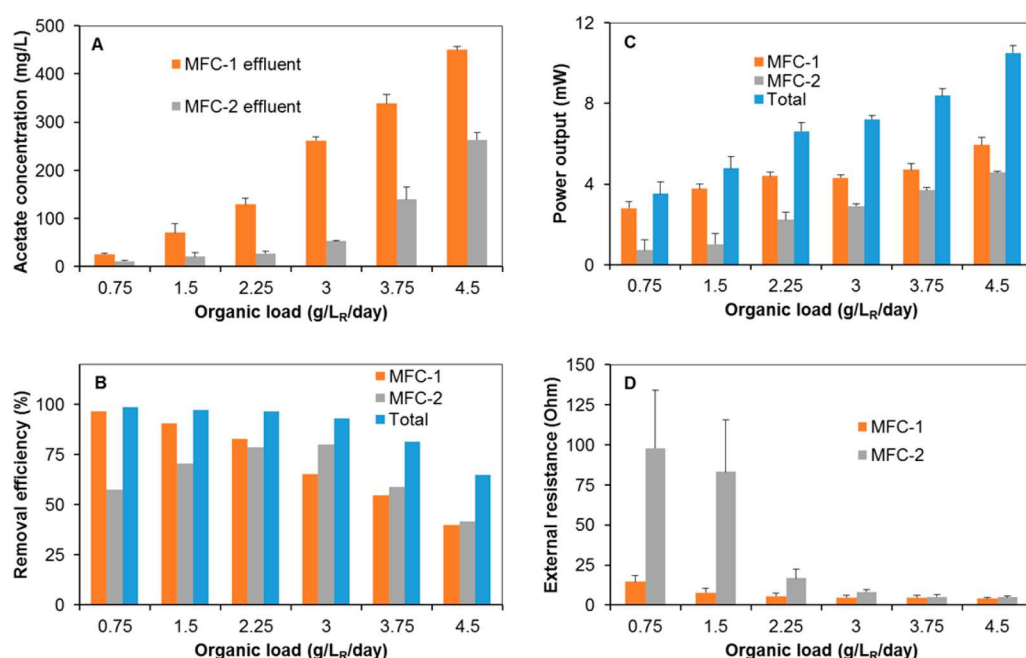 A
Acetate concentration (mg/L)
500
400
300
200
100
0
MFC-1 effluent
MFC-2 effluent
0.75 1.5 2.25 3 3.75 4.5
Organic load (g/LR/day)
C
Power output (mW)
12
8
4
0
MFC-1
MFC-2
Total
0.75 1.5 2.25 3 3.75 4.5
Organic load (g/LR/day)
B
Removal efficiency (%)
100
75
50
25
0
MFC-1
MFC-2
Total
0.75 1.5 2.25 3 3.75 4.5
Organic load (g/LR/day)
D
External resistance (Ohm)
150
125
100
75
50
25
0
MFC-1
MFC-2
0.75 1.5 2.25 3 3.75 4.5
Organic load (g/LR/day)